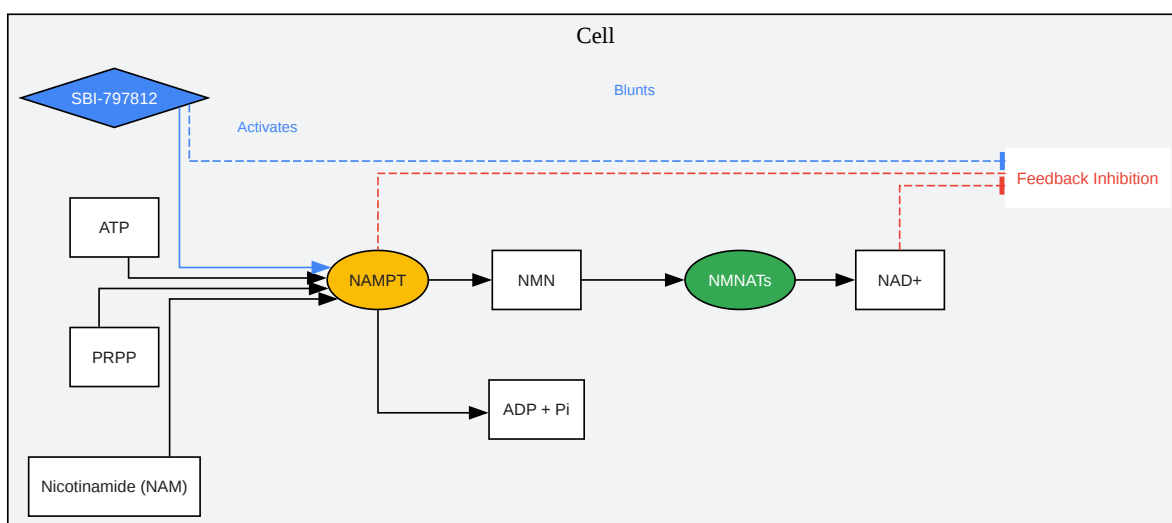 Cell
Blunts
SBI-797812
Activates
Feedback Inhibition
ATP
NAMPT
NMN
NMNATs
NAD+
PRPP
ADP + Pi
Nicotinamide (NAM)